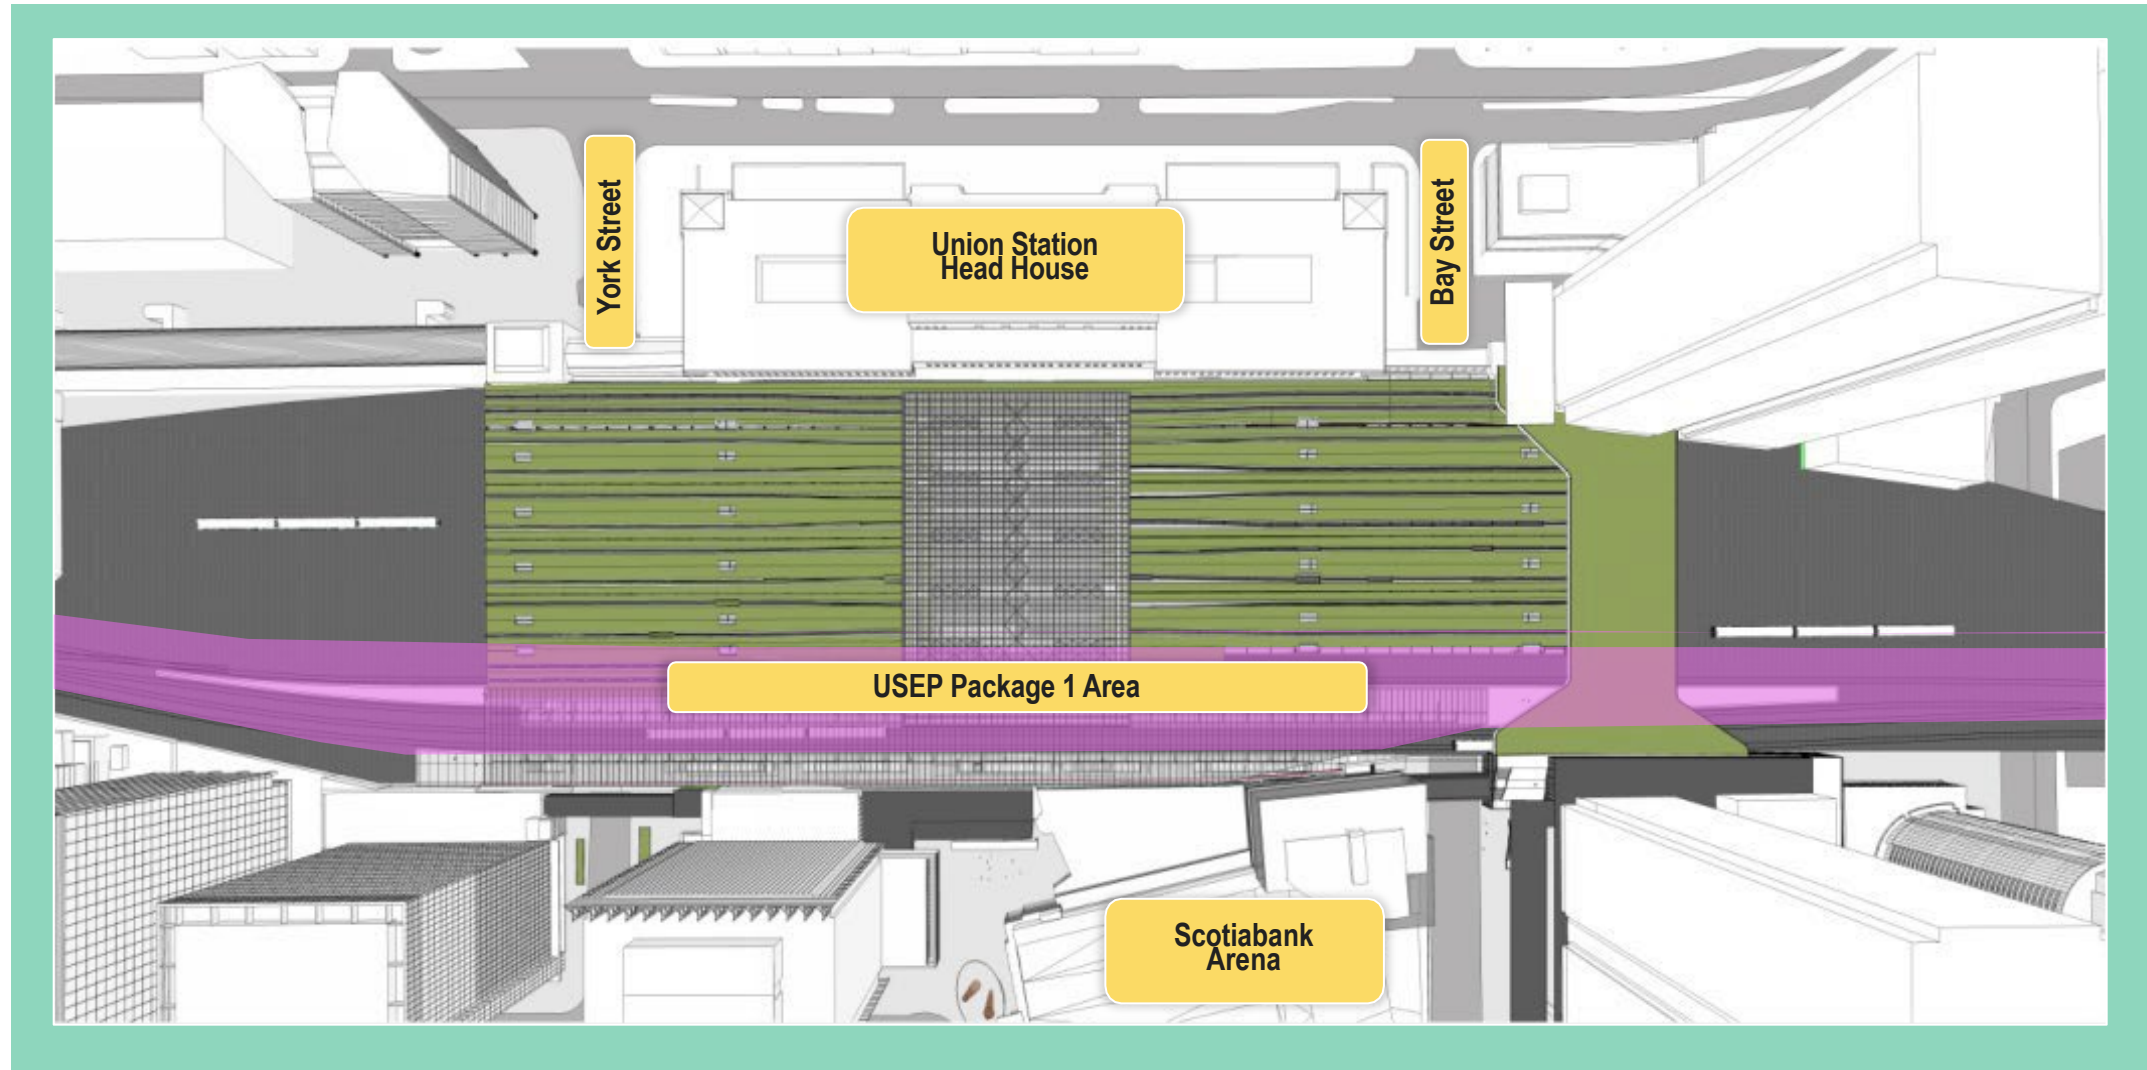 York Street
Union Station
Head House
Bay Street
USEP Package 1 Area
Scotiabank
Arena